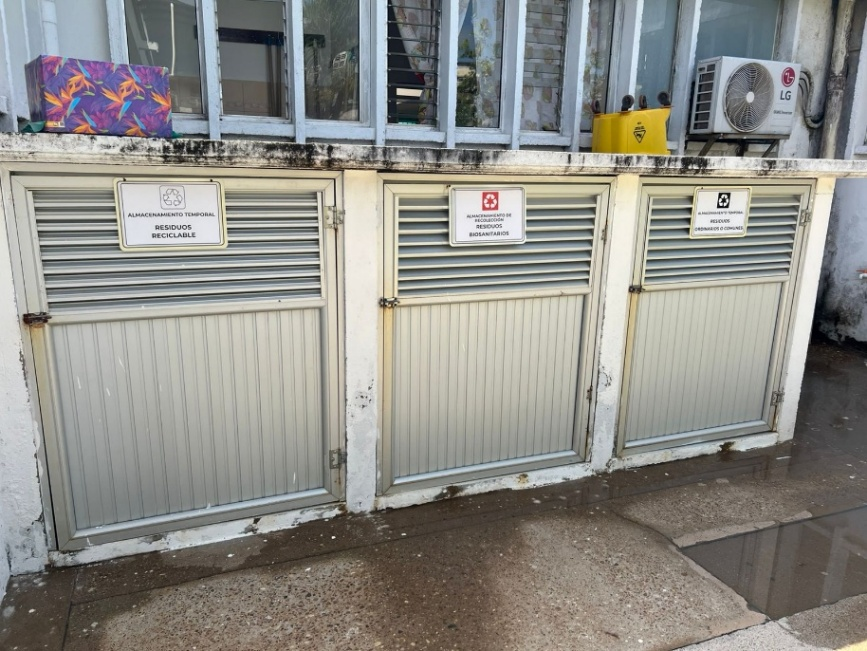 ALMACENAMIENTO TEMPORAL
RESIDUOS
RECICLABLE
ALMACENAMIENTO DE
RECOLECCIÓN
RESIDUOS
BIOSANITARIOS
ALMACENAMIENTO TEMPORAL
RESIDUOS
ORDINARIOS O COMUNES
LG